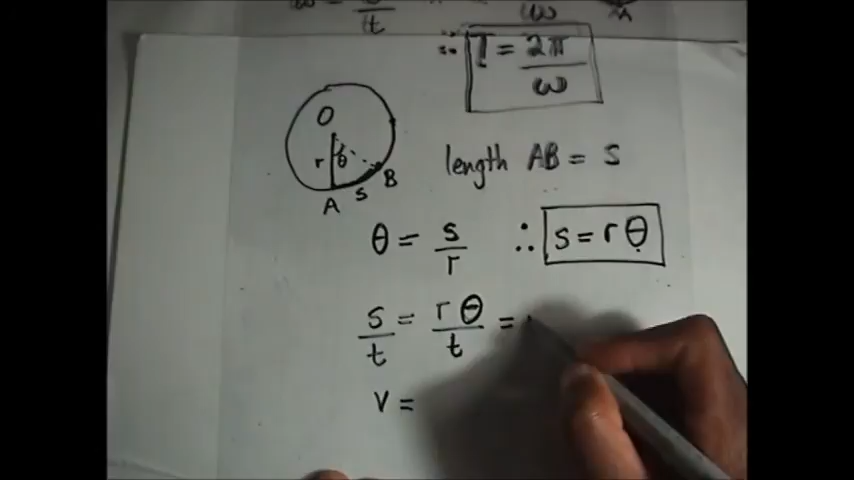 ω = θ/t
ω
∴ T = 2π/ω
O
r θ
B
S
A
length AB = S
θ = s/r ∴ s = rθ
s/t = rθ/t =
v =